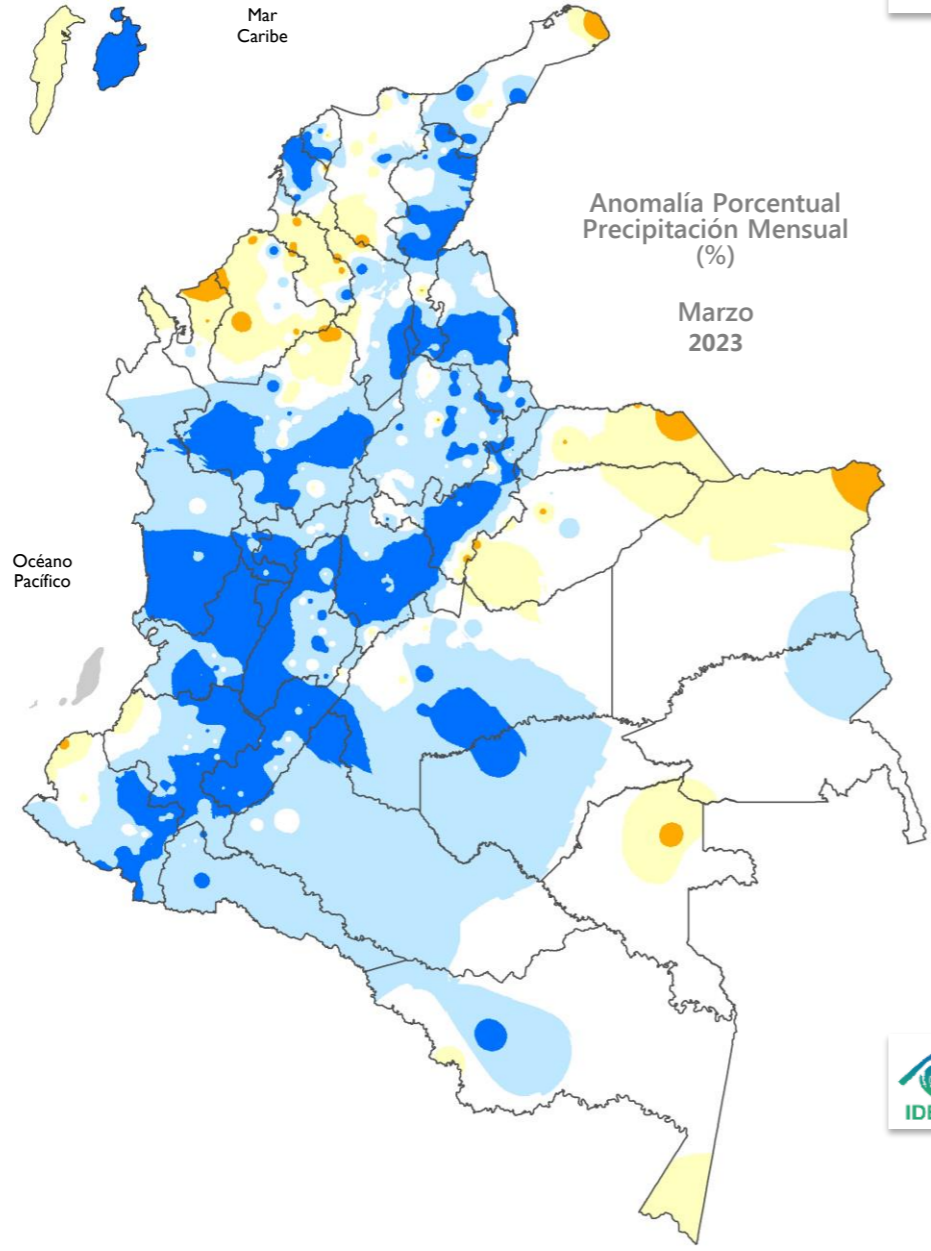 Mar
Caribe
Anomalía Porcentual
Precipitación Mensual
(%)
Marzo
2023
Océano
Pacífico